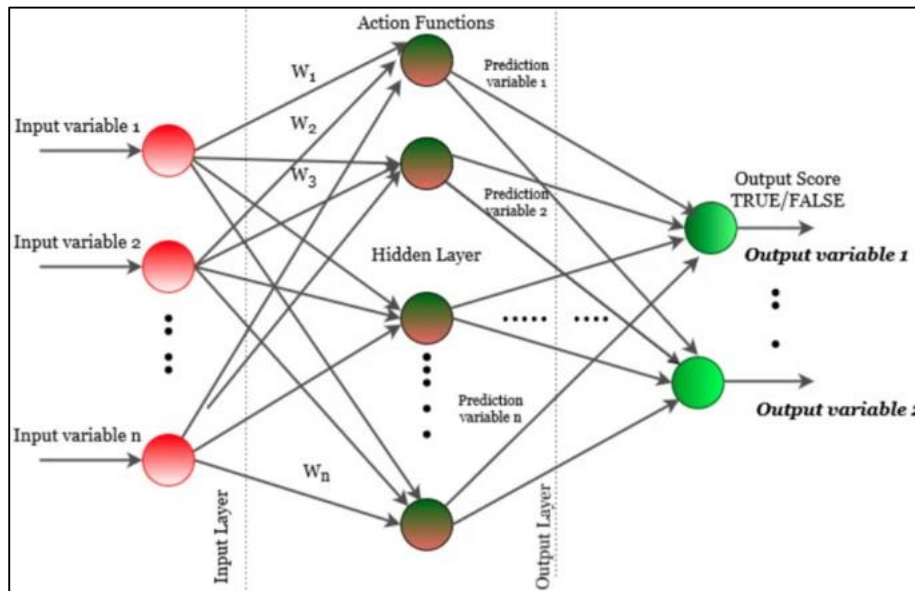 Action Functions
W1
Prediction
variable 1
W2
Input variable 1
W3
Output Score
TRUE/FALSE
Prediction
variable 2
Input variable 2
Hidden Layer
Output variable 1
Prediction
variable n
Output variable 2
Input variable n
Wn
Input Layer
Output Layer